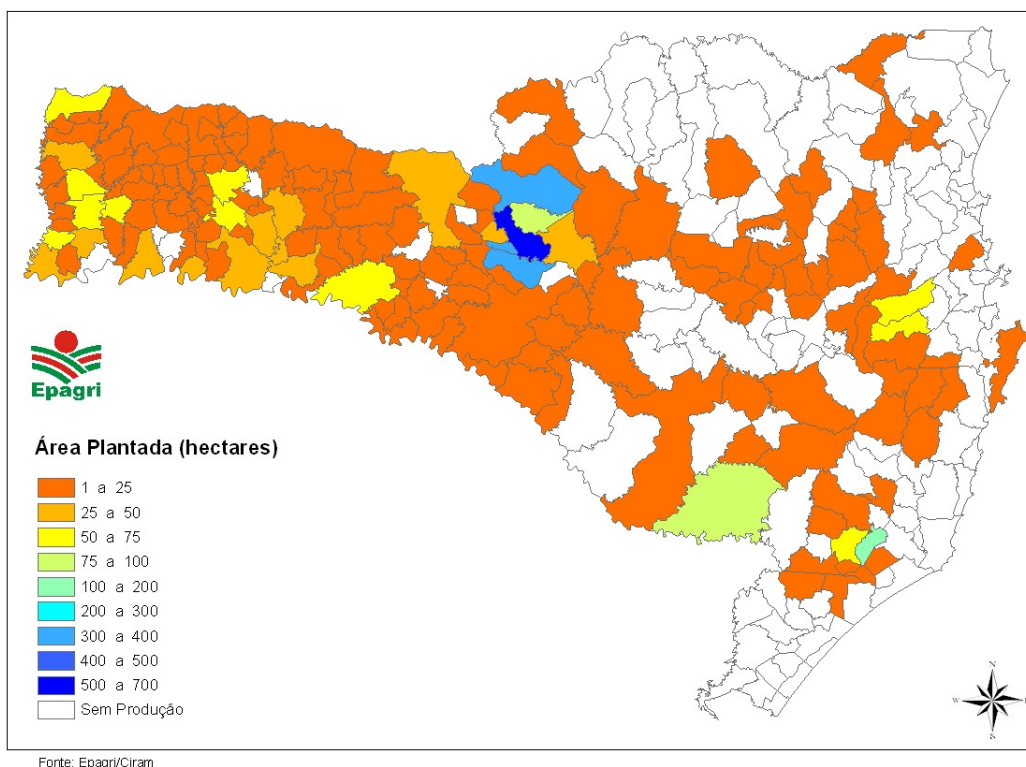 Epagri
Área Plantada (hectares)
1 a 25
25 a 50
50 a 75
75 a 100
100 a 200
200 a 300
300 a 400
400 a 500
500 a 700
Sem Produção
N
W
E
S
Fonte: Epagri/Ciram